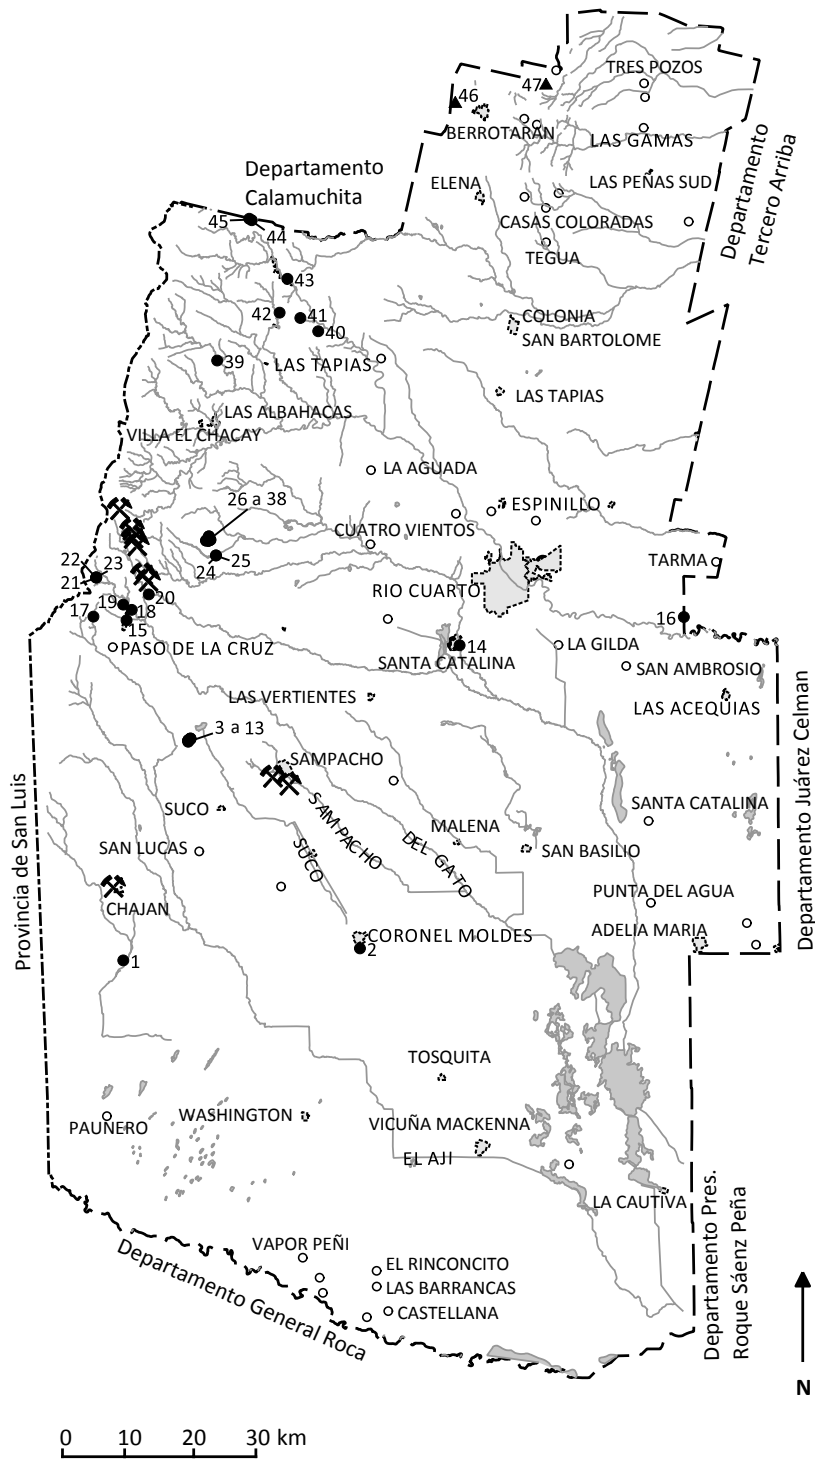 TRES POZOS
47
46
BERROTARÁN
LAS GAMAS
Departamento
Tercero Arriba
Departamento
Calamuchita
ELENA
LAS PEÑAS SUD
CASAS COLORADAS
45
44
TEGUA
43
42
41
40
COLONIA
SAN BARTOLOME
39
LAS TAPIAS
LAS TAPIAS
LAS ALBAHACAS
VILLA EL CHACAY
LA AGUADA
26 a 38
ESPINILLO
CUATRO VIENTOS
22
23
21
24
25
TARMA
RIO CUARTO
20
19
18
17
15
16
PASO DE LA CRUZ
14
LA GILDA
SANTA CATALINA
SAN AMBROSIO
LAS VERTIENTES
LAS ACEQUIAS
3 a 13
SAMPACHO
Departamento Juárez Celman
Provincia de San Luis
SUCO
SAMPACHO
SANTA CATALINA
MALENA
DEL GATO
SAN LUCAS
SUCO
SAN BASILIO
PUNTA DEL AGUA
CHAJAN
CORONEL MOLDES
ADELIA MARIA
2
1
TOSQUITA
WASHINGTON
VICUÑA MACKENNA
PAUNERO
EL AJI
LA CAUTIVA
Departamento Pres.
Roque Sáenz Peña
VAPOR PEÑI
Departamento General Roca
EL RINCONCITO
LAS BARRANCAS
CASTELLANA
N
0 10 20 30 km